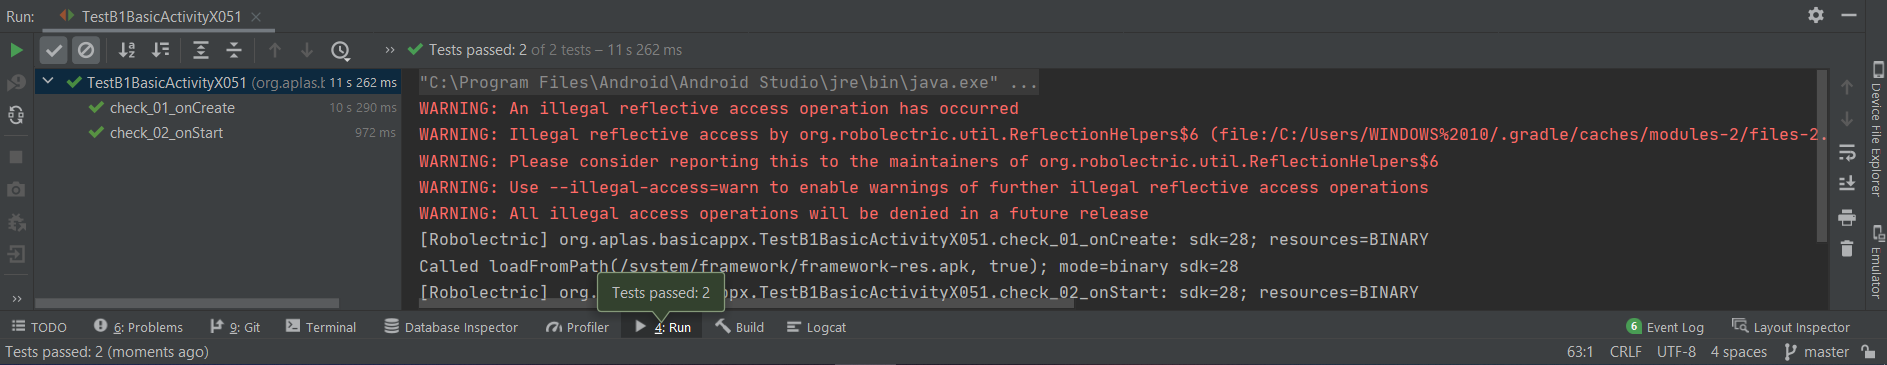 Run: TestB1BasicActivityX051
Tests passed: 2 of 2 tests – 11 s 262 ms
TestB1BasicActivityX051 (org.aplas.b 11 s 262 ms
check_01_onCreate 10 s 290 ms
check_02_onStart 972 ms
"C:\Program Files\Android\Android Studio\jre\bin\java.exe" ...
WARNING: An illegal reflective access operation has occurred
WARNING: Illegal reflective access by org.robolectric.util.ReflectionHelpers$6 (file:/C:/Users/WINDOWS%2010/.gradle/caches/modules-2/files-2.
WARNING: Please consider reporting this to the maintainers of org.robolectric.util.ReflectionHelpers$6
WARNING: Use --illegal-access=warn to enable warnings of further illegal reflective access operations
WARNING: All illegal access operations will be denied in a future release
[Robolectric] org.aplas.basicappx.TestB1BasicActivityX051.check_01_onCreate: sdk=28; resources=BINARY
Called loadFromPath(/system/framework/framework-res.apk, true); mode=binary sdk=28
[Robolectric] org. ppx.TestB1BasicActivityX051.check_02_onStart: sdk=28; resources=BINARY
Tests passed: 2
Device File Explorer
Emulator
TODO 6: Problems 9: Git Terminal Database Inspector Profiler 4: Run Build Logcat 6 Event Log Layout Inspector
Tests passed: 2 (moments ago) 63:1 CRLF UTF-8 4 spaces master